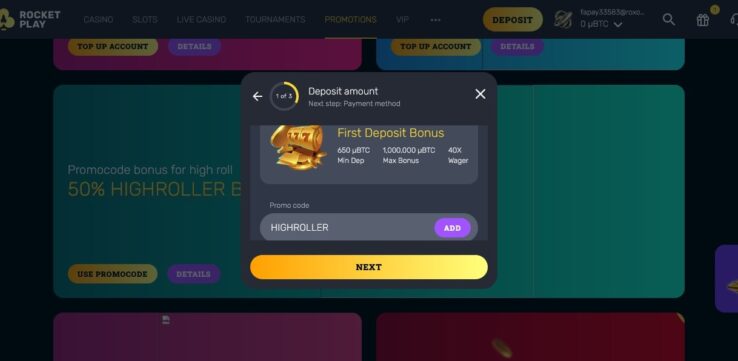 ROCKET
PLAY
CASINO
SLOTS
LIVE CASINO
TOURNAMENTS
PROMOTIONS
VIP
DEPOSIT
fapay33583@roxo...
0 µBTC
1
TOP UP ACCOUNT
DETAILS
TOP UP
DETAILS
1 of 3
Deposit amount
Next step: Payment method
First Deposit Bonus
650 µBTC
1,000,000 µBTC
40X
Min Dep
Max Bonus
Wager
Promo code
HIGHROLLER
ADD
NEXT
Promocode bonus for high roll
50% HIGHROLLER B
USE PROMOCODE
DETAILS